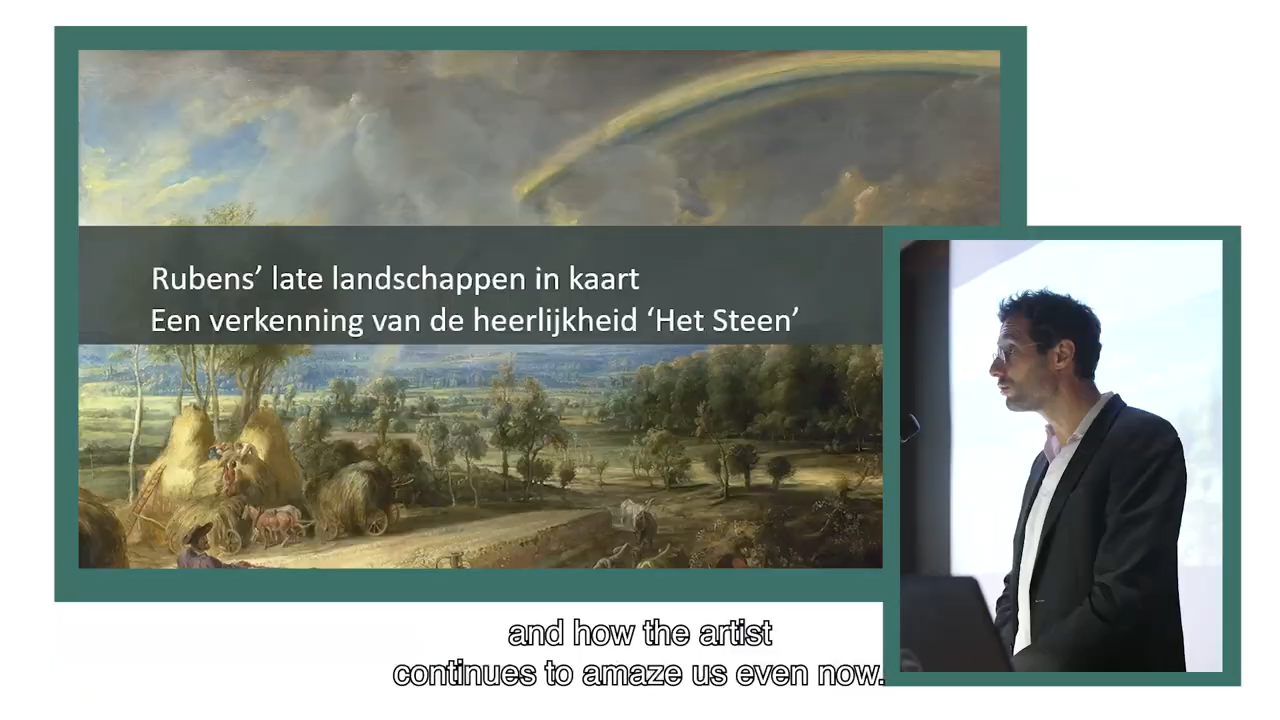 Rubens’ late landschappen in kaart
Een verkenning van de heerlijkheid ‘Het Steen’
and how the artist
continues to amaze us even now.